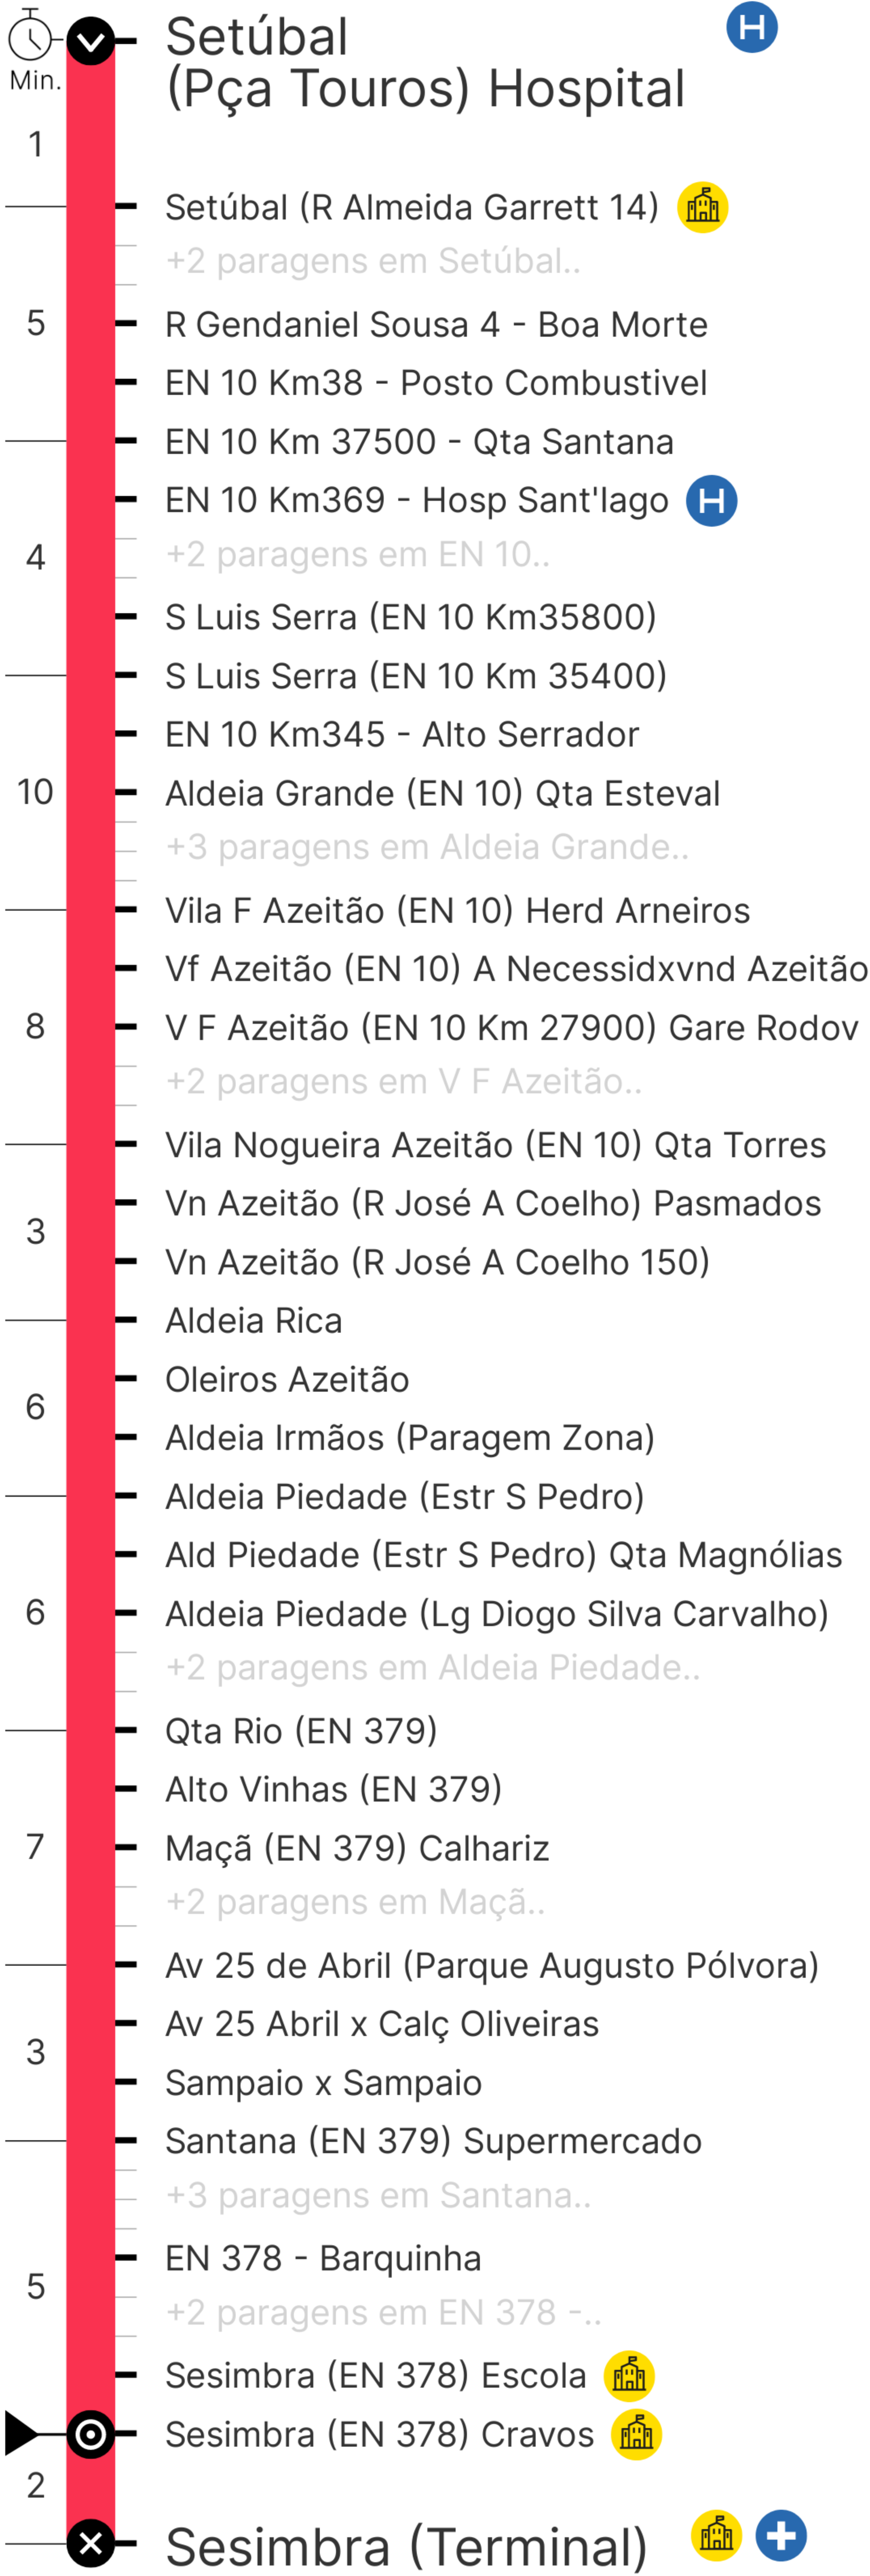 Setúbal
(Pça Touros) Hospital
H
Min.
1
Setúbal (R Almeida Garrett 14)
+2 paragens em Setúbal..
5
R Gendaniel Sousa 4 - Boa Morte
EN 10 Km38 - Posto Combustivel
EN 10 Km 37500 - Qta Santana
EN 10 Km369 - Hosp Sant'Iago H
+2 paragens em EN 10..
4
S Luis Serra (EN 10 Km35800)
S Luis Serra (EN 10 Km 35400)
EN 10 Km345 - Alto Serrador
10
Aldeia Grande (EN 10) Qta Esteval
+3 paragens em Aldeia Grande..
Vila F Azeitão (EN 10) Herd Arneiros
Vf Azeitão (EN 10) A Necessidxvnd Azeitão
8
V F Azeitão (EN 10 Km 27900) Gare Rodov
+2 paragens em V F Azeitão..
Vila Nogueira Azeitão (EN 10) Qta Torres
Vn Azeitão (R José A Coelho) Pasmados
3
Vn Azeitão (R José A Coelho 150)
Aldeia Rica
Oleiros Azeitão
6
Aldeia Irmãos (Paragem Zona)
Aldeia Piedade (Estr S Pedro)
Ald Piedade (Estr S Pedro) Qta Magnólias
6
Aldeia Piedade (Lg Diogo Silva Carvalho)
+2 paragens em Aldeia Piedade..
Qta Rio (EN 379)
Alto Vinhas (EN 379)
7
Maçã (EN 379) Calhariz
+2 paragens em Maçã..
Av 25 de Abril (Parque Augusto Pólvora)
Av 25 Abril x Calç Oliveiras
3
Sampaio x Sampaio
Santana (EN 379) Supermercado
+3 paragens em Santana..
EN 378 - Barquinha
5
+2 paragens em EN 378 -..
Sesimbra (EN 378) Escola
Sesimbra (EN 378) Cravos
2
Sesimbra (Terminal)